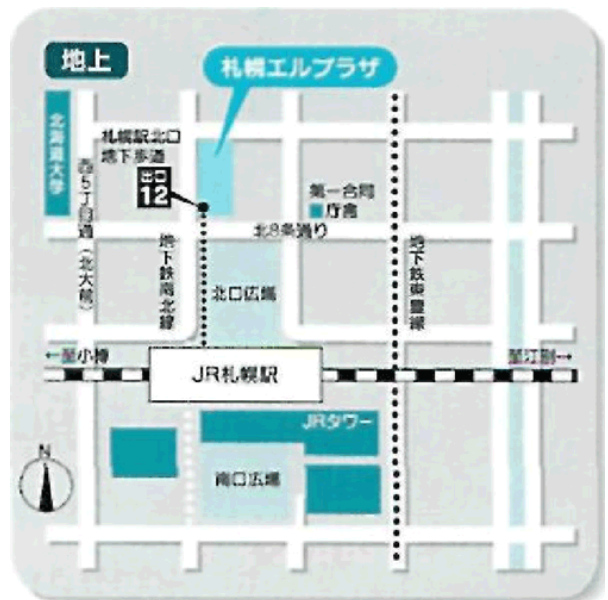 地上
札幌エルプラザ
北海道大学
札幌駅北口
地下歩道
出口
12
第一合同
庁舎
西5丁目通(北大前)
北8条通り
地下鉄南北線
地下鉄東豊線
北口広場
←至小樽
至江別→
JR札幌駅
JRタワー
南口広場
N